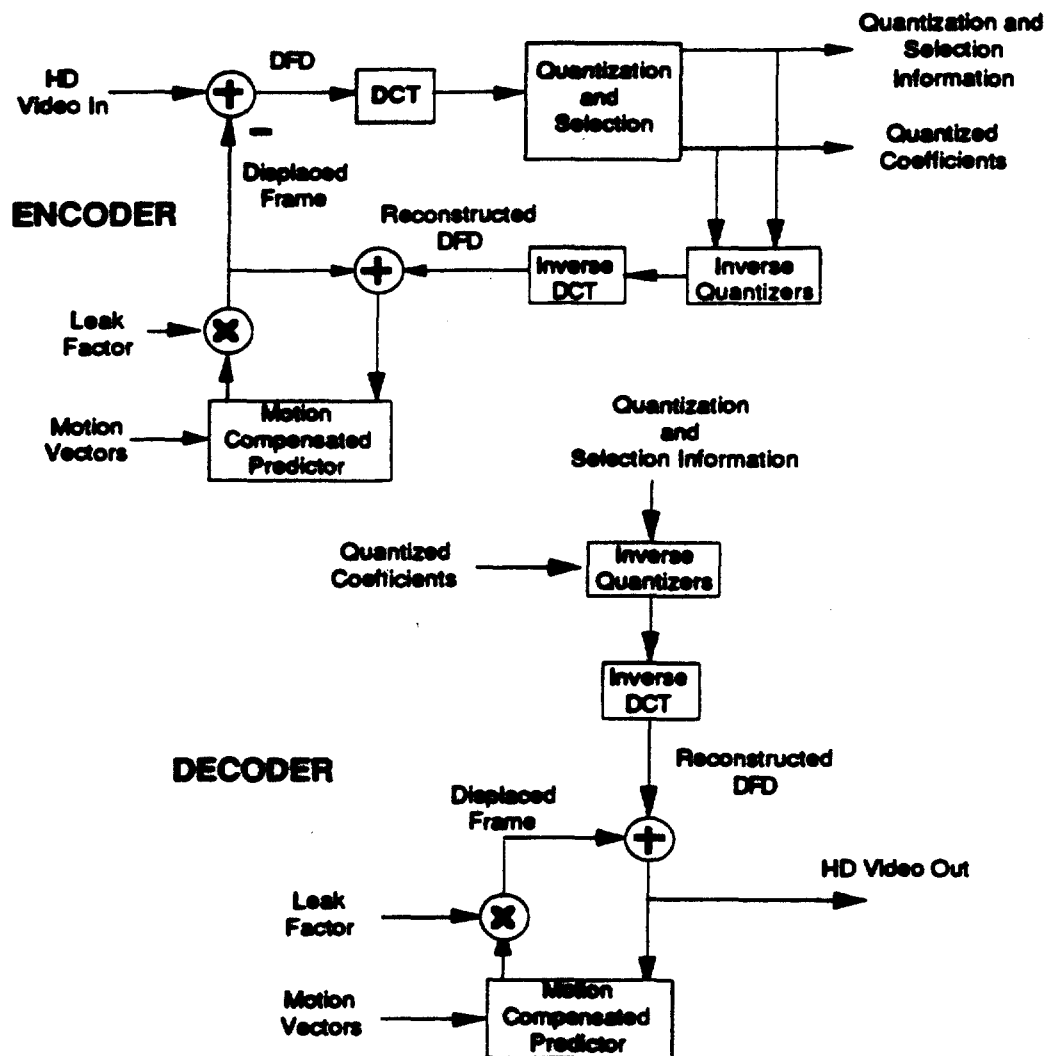 Quantization and
Selection
Information
DFD
HD
Video In
+
DCT
Quantization
and
Selection
−
Quantized
Coefficients
Displaced
Frame
ENCODER
Reconstructed
DFD
+
Inverse
DCT
Inverse
Quantizers
Leak
Factor
×
Motion
Vectors
Motion
Compensated
Predictor
Quantization
and
Selection Information
Quantized
Coefficients
Inverse
Quantizers
Inverse
DCT
DECODER
Reconstructed
DFD
Displaced
Frame
+
HD Video Out
Leak
Factor
×
Motion
Vectors
Motion
Compensated
Predictor